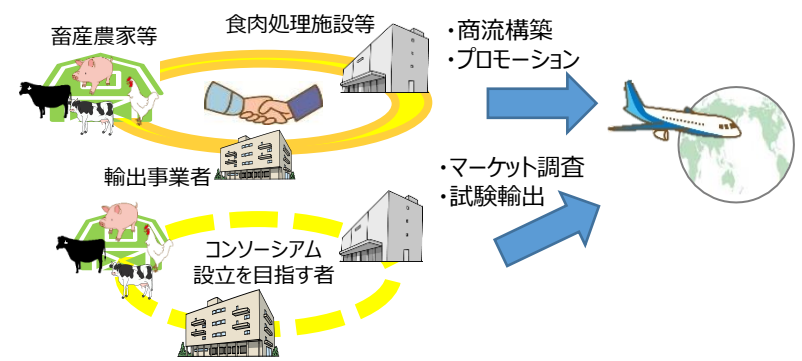 畜産農家等
食肉処理施設等
・商流構築
・プロモーション
輸出事業者
・マーケット調査
・試験輸出
コンソーシアム
設立を目指す者